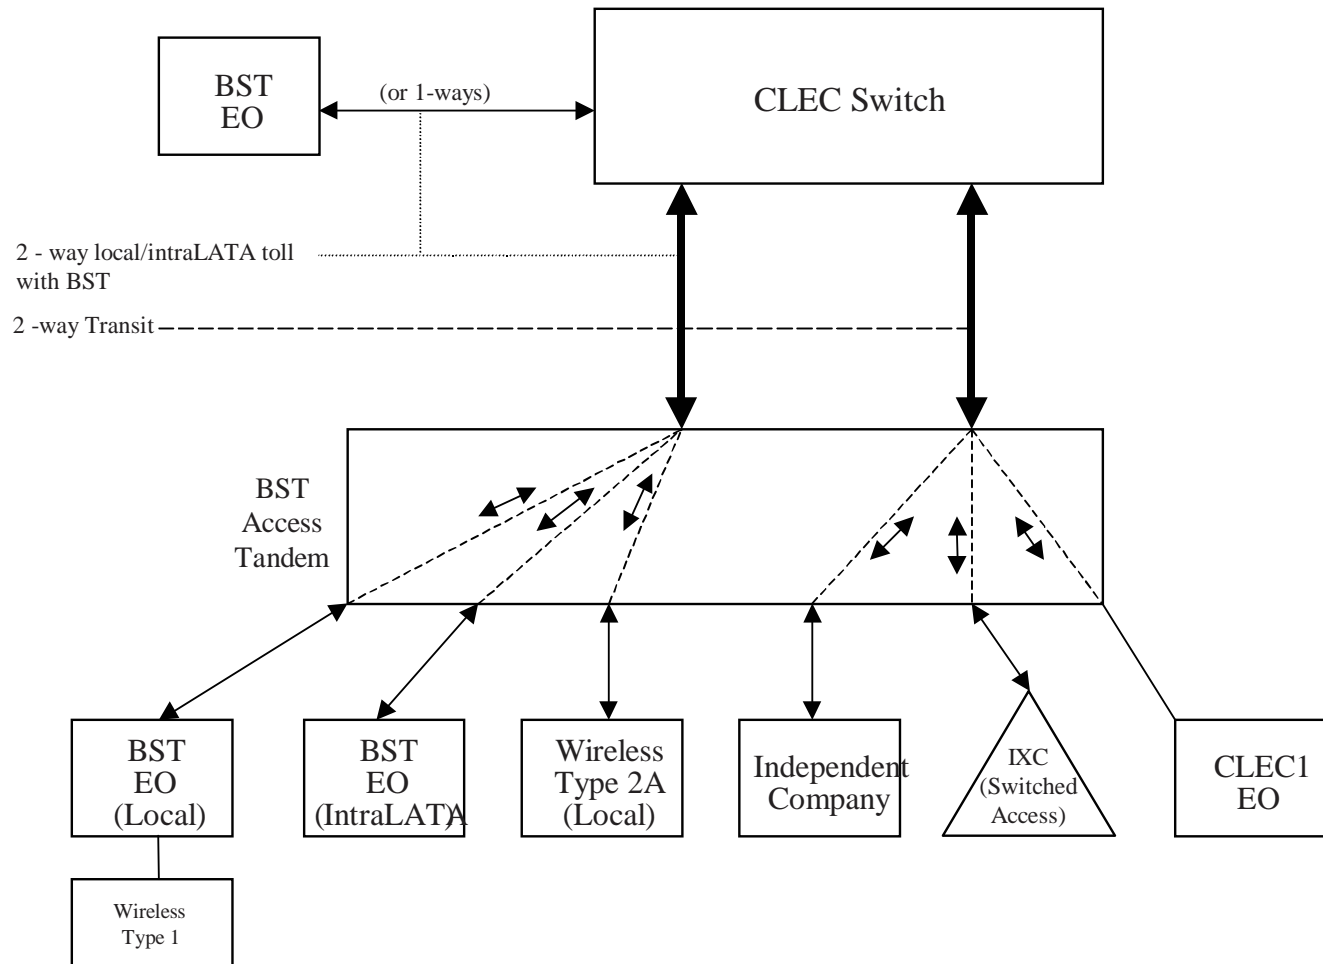 BST
EO
(or 1-ways)
CLEC Switch
2 - way local/intraLATA toll
with BST
2 -way Transit
BST
Access
Tandem
BST
EO
(Local)
BST
EO
(IntraLATA)
Wireless
Type 2A
(Local)
Independent
Company
IXC
(Switched
Access)
CLEC1
EO
Wireless
Type 1